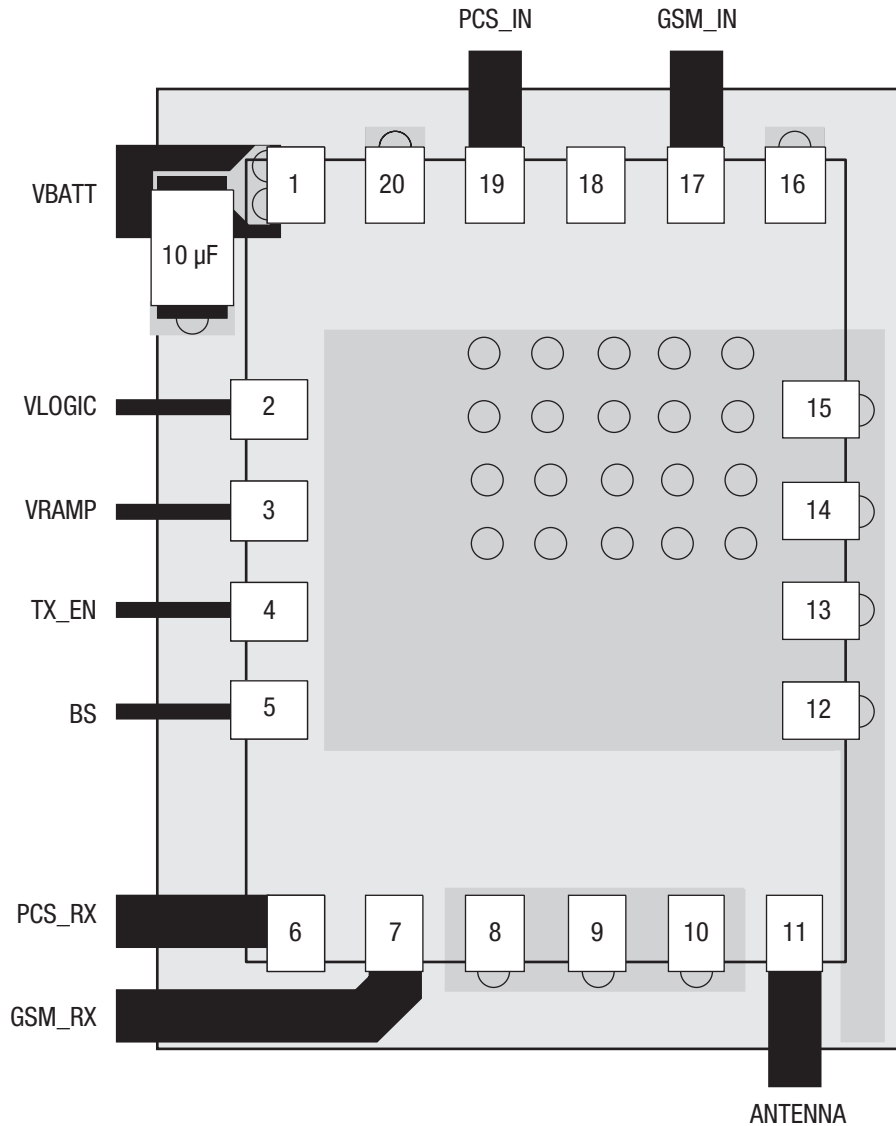 PCS_IN GSM_IN
VBATT
1 20 19 18 17 16
10 µF
VLOGIC 2 15
VRAMP 3 14
TX_EN 4 13
BS 5 12
PCS_RX 6 7 8 9 10 11
GSM_RX
ANTENNA